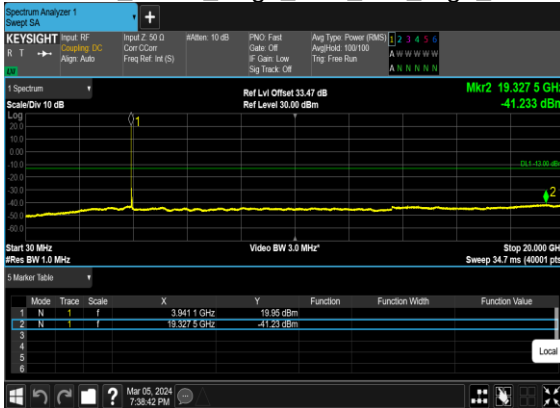 Spectrum Analyzer 1
Swept SA
+
KEYSIGHT Input: RF Input Z: 50 Ω #Atten: 10 dB PNO: Fast Avg Type: Power (RMS) 1 2 3 4 5 6
R T Coupling: DC Corr CCorr Gate: Off Avg|Hold: 100/100 A W W W W W
Align: Auto Freq Ref: Int (S) IF Gain: Low Trig: Free Run
Sig Track: Off A N N N N N
1 Spectrum Ref Lvl Offset 33.47 dB Mkr2 19.327 5 GHz
Scale/Div 10 dB Ref Level 30.00 dBm -41.233 dBm
Log
20.0
10.0
0.00
-10.0
-20.0
-30.0
-40.0
-50.0
-60.0
1
DL1 -13.00 dBm
2
Start 30 MHz Video BW 3.0 MHz* Stop 20.000 GH
#Res BW 1.0 MHz Sweep 34.7 ms (40001 pts
5 Marker Table
Mode Trace Scale X Y Function Function Width Function Value
1 N 1 f 3.941 1 GHz 19.95 dBm
2 N 1 f 19.327 5 GHz -41.23 dBm
3
4
5
6
Local
? Mar 05, 2024
7:38:42 PM